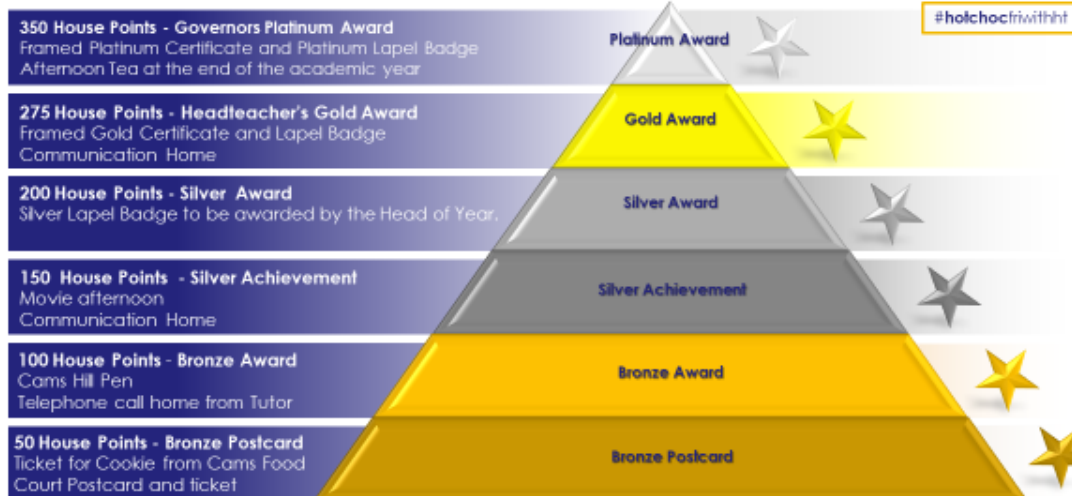 350 House Points - Governors Platinum Award
Framed Platinum Certificate and Platinum Lapel Badge
Afternoon Tea at the end of the academic year
Platinum Award
#hotchocfriwithht
275 House Points - Headteacher's Gold Award
Framed Gold Certificate and Lapel Badge
Communication Home
Gold Award
200 House Points - Silver Award
Silver Lapel Badge to be awarded by the Head of Year.
Silver Award
150 House Points - Silver Achievement
Movie afternoon
Communication Home
Silver Achievement
100 House Points - Bronze Award
Cams Hill Pen
Telephone call home from Tutor
Bronze Award
50 House Points - Bronze Postcard
Ticket for Cookie from Cams Food
Court Postcard and ticket
Bronze Postcard